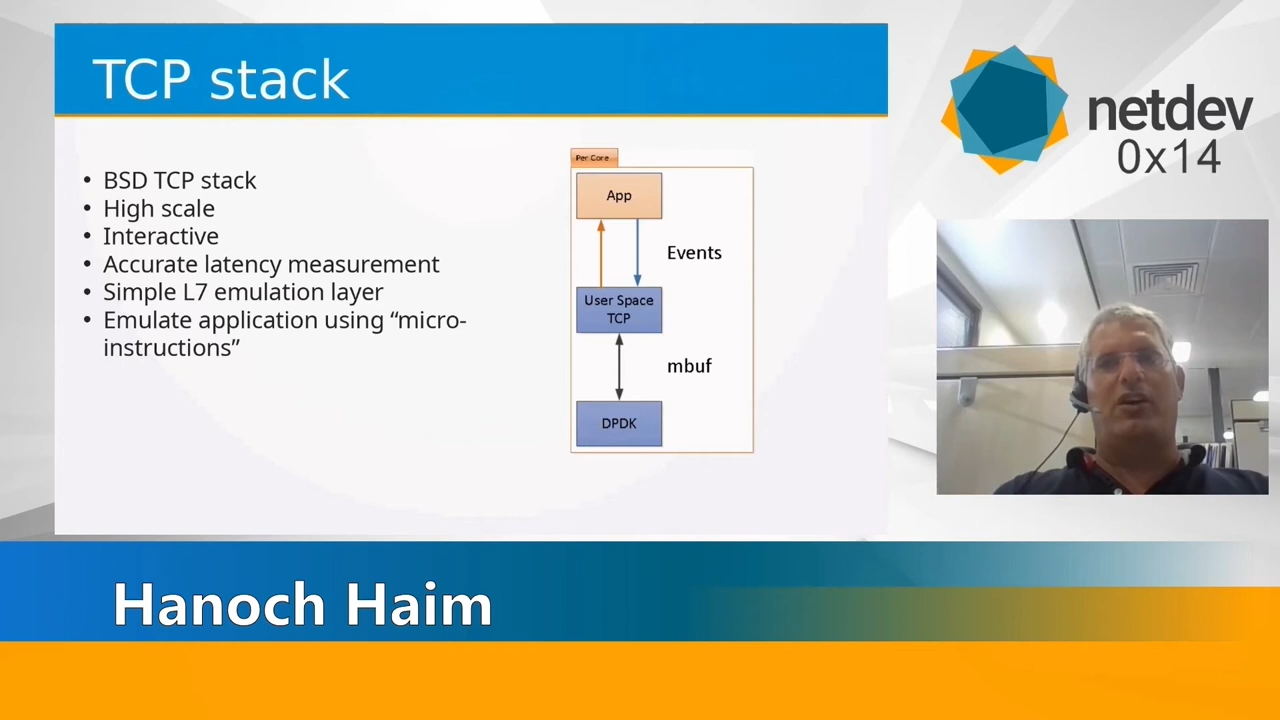 TCP stack
• BSD TCP stack
• High scale
• Interactive
• Accurate latency measurement
• Simple L7 emulation layer
• Emulate application using “micro-
instructions”
Per Core
App
Events
User Space
TCP
mbuf
DPDK
netdev
0x14
Hanoch Haim